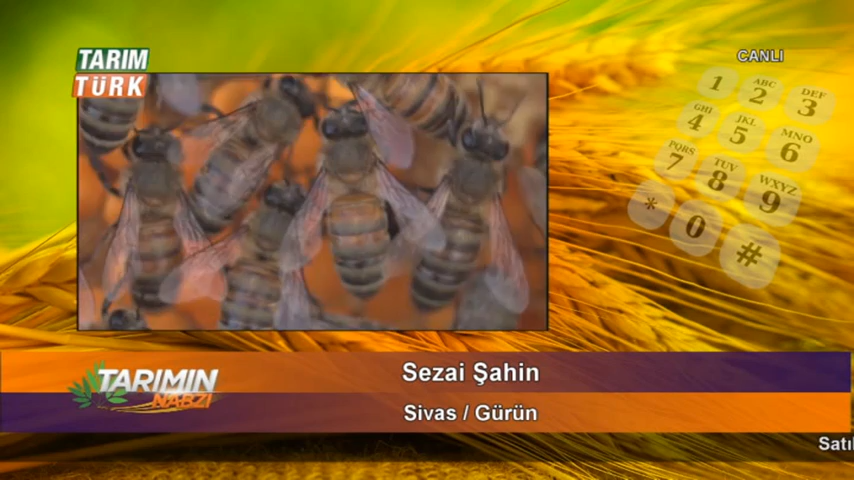 TARIM
TÜRK
CANLI
1
ABC
2
DEF
3
GHI
4
JKL
5
MNO
6
PQRS
7
TUV
8
WXYZ
9
*
0
#
TARIMIN
NABZI
Sezai Şahin
Sivas / Gürün